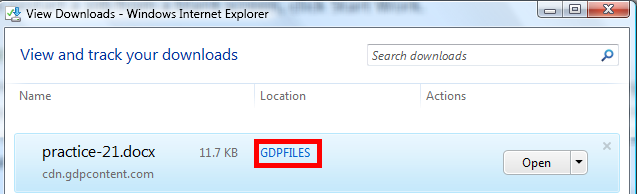 View Downloads - Windows Internet Explorer
View and track your downloads
Search downloads
Name Location Actions
practice-21.docx 11.7 KB GDPFILES
Open
cdn.gdpcontent.com